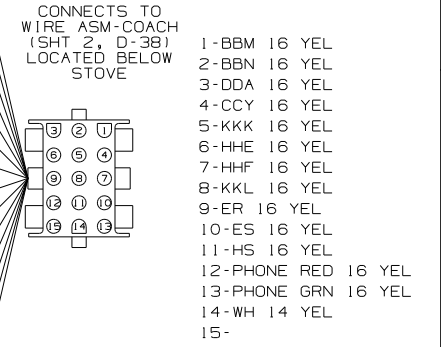 CONNECTS TO
WIRE ASM-COACH
(SHT 2, D-38)
LOCATED BELOW
STOVE
1-BBM 16 YEL
2-BBN 16 YEL
3-DDA 16 YEL
4-CCY 16 YEL
5-KKK 16 YEL
6-HHE 16 YEL
7-HHF 16 YEL
8-KKL 16 YEL
9-ER 16 YEL
10-ES 16 YEL
11-HS 16 YEL
12-PHONE RED 16 YEL
13-PHONE GRN 16 YEL
14-WH 14 YEL
15-
3 2 1
6 5 4
9 8 7
12 11 10
15 14 13